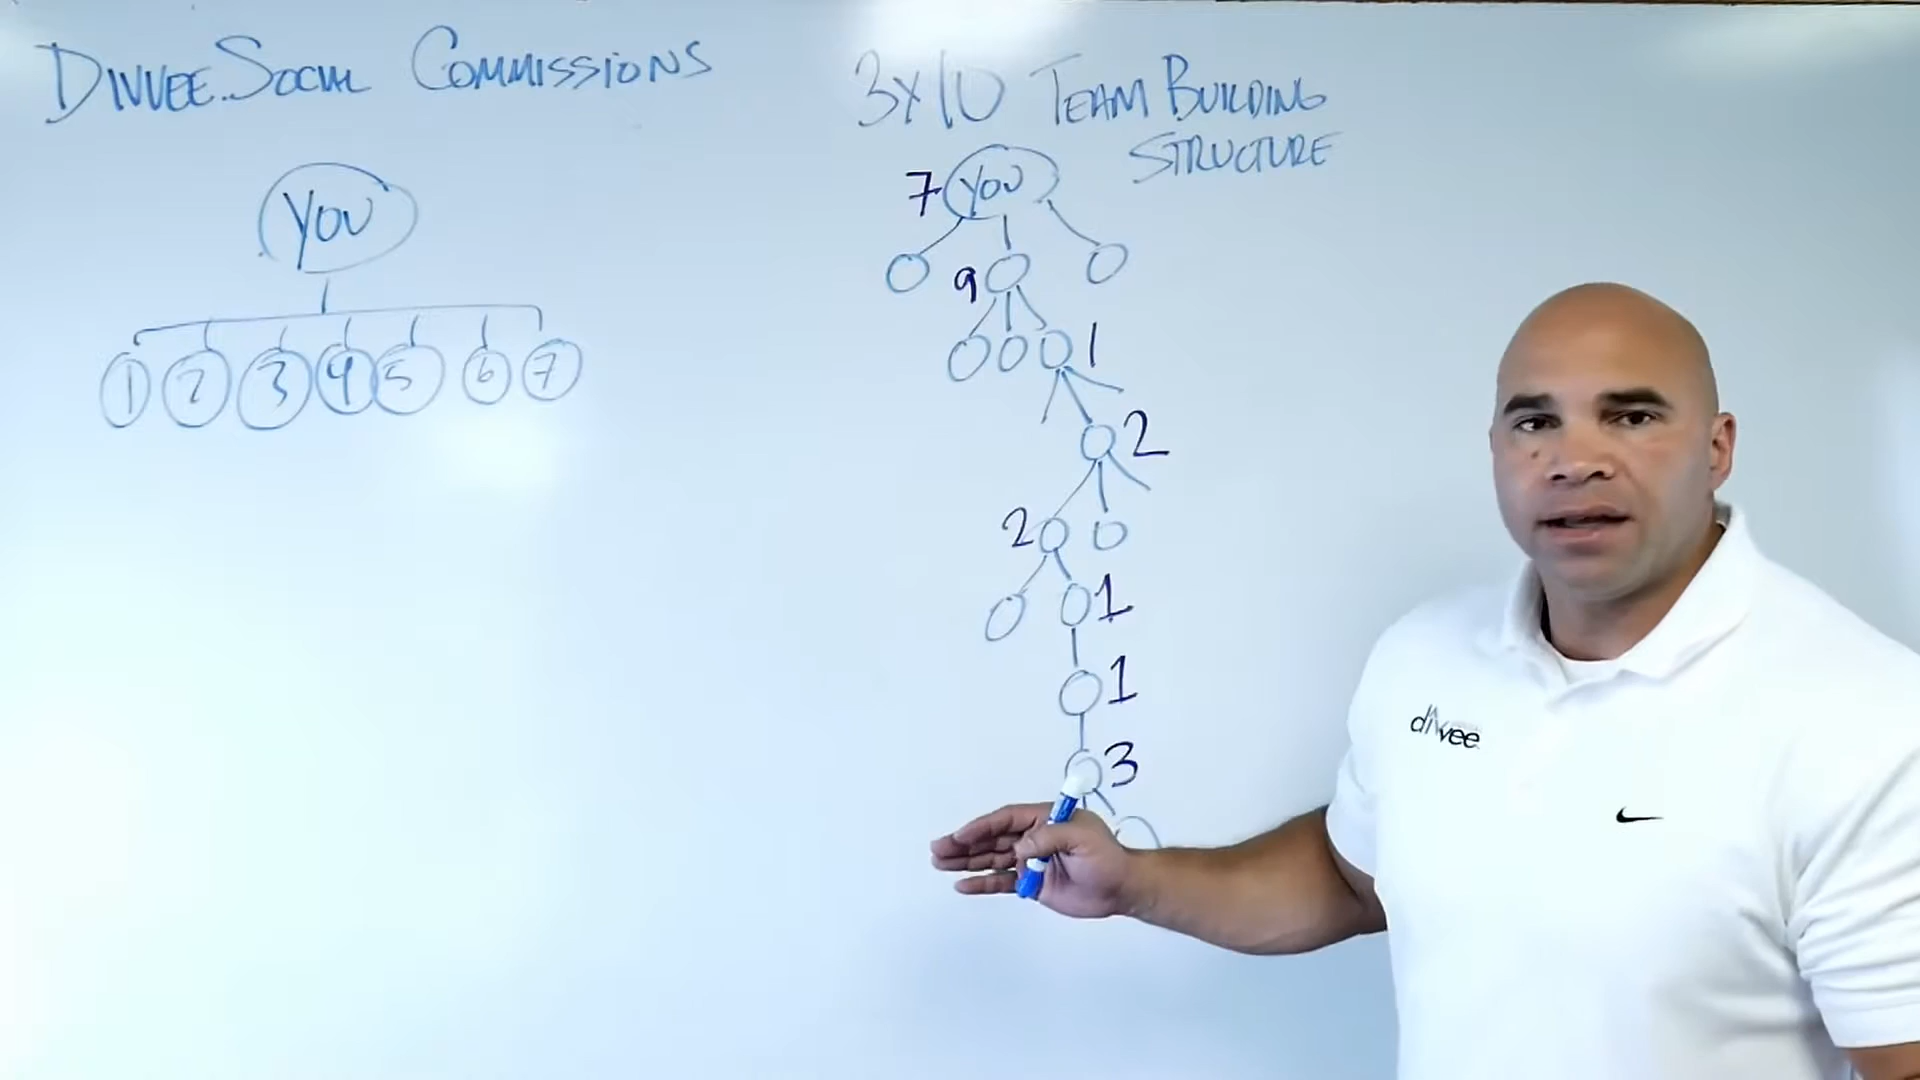 DIVVEE.SOCIAL COMMISSIONS
YOU
1 2 3 4 5 6 7
3x10 TEAM BUILDING
STRUCTURE
7 YOU
9
1
2
2
1
1
3
divvee